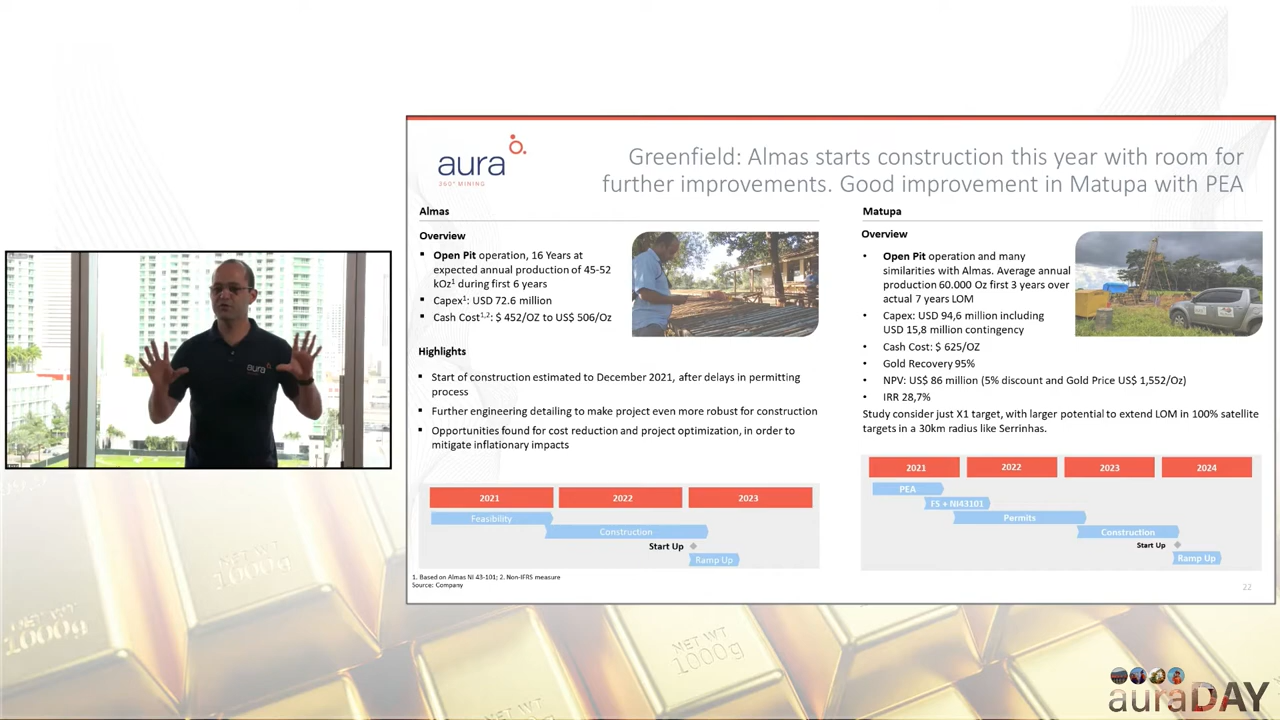 aura
360° MINING
Greenfield: Almas starts construction this year with room for
further improvements. Good improvement in Matupa with PEA
Almas
Overview
▪ Open Pit operation, 16 Years at
expected annual production of 45-52
kOz¹ during first 6 years
▪ Capex¹: USD 72.6 million
▪ Cash Cost¹,²: $ 452/OZ to US$ 506/Oz
Highlights
▪ Start of construction estimated to December 2021, after delays in permitting
process
▪ Further engineering detailing to make project even more robust for construction
▪ Opportunities found for cost reduction and project optimization, in order to
mitigate inflationary impacts
2021 2022 2023
Feasibility
Construction
Start Up
Ramp Up
1. Based on Almas NI 43-101; 2. Non-IFRS measure
Source: Company
Matupa
Overview
• Open Pit operation and many
similarities with Almas. Average annual
production 60.000 Oz first 3 years over
actual 7 years LOM
• Capex: USD 94,6 million including
USD 15,8 million contingency
• Cash Cost: $ 625/OZ
• Gold Recovery 95%
• NPV: US$ 86 million (5% discount and Gold Price US$ 1,552/Oz)
• IRR 28,7%
Study consider just X1 target, with larger potential to extend LOM in 100% satellite
targets in a 30km radius like Serrinhas.
2021 2022 2023 2024
PEA
FS + NI43101
Permits
Construction
Start Up
Ramp Up
22
aura
NET WT
1000g
NET WT
1000g
auraDAY